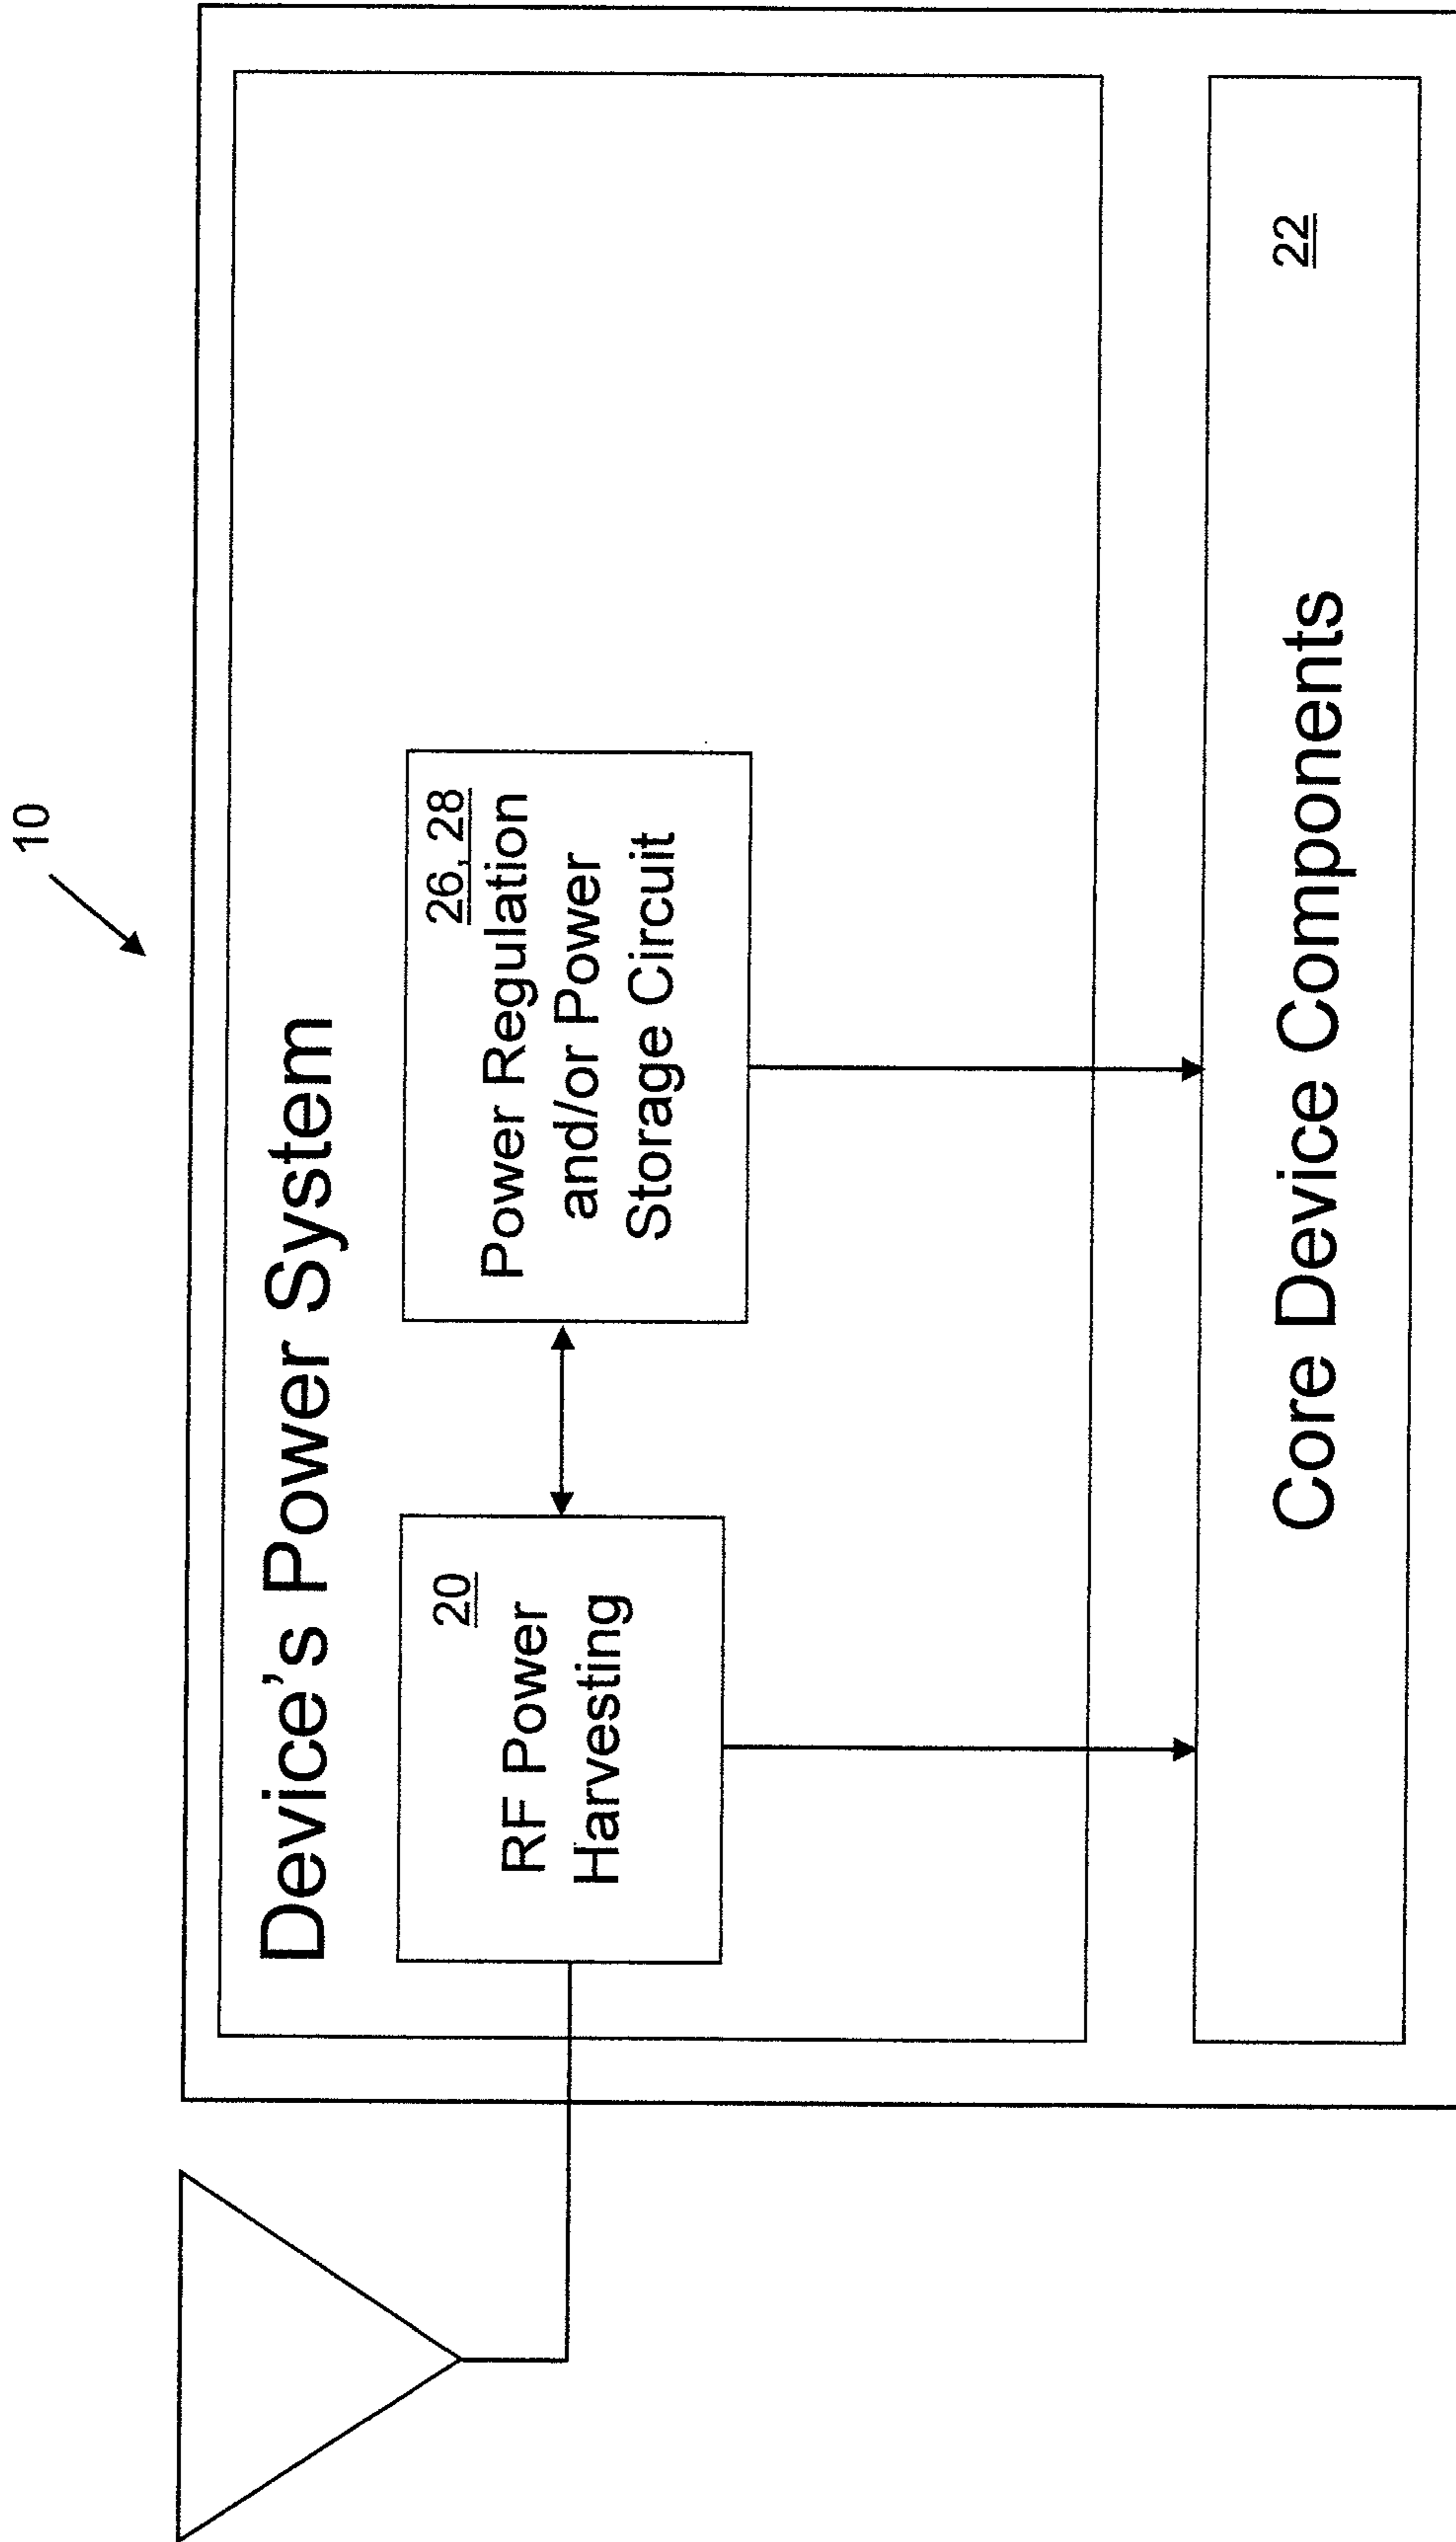 10
Device's Power System
20
RF Power
Harvesting
26, 28
Power Regulation
and/or Power
Storage Circuit
22
Core Device Components